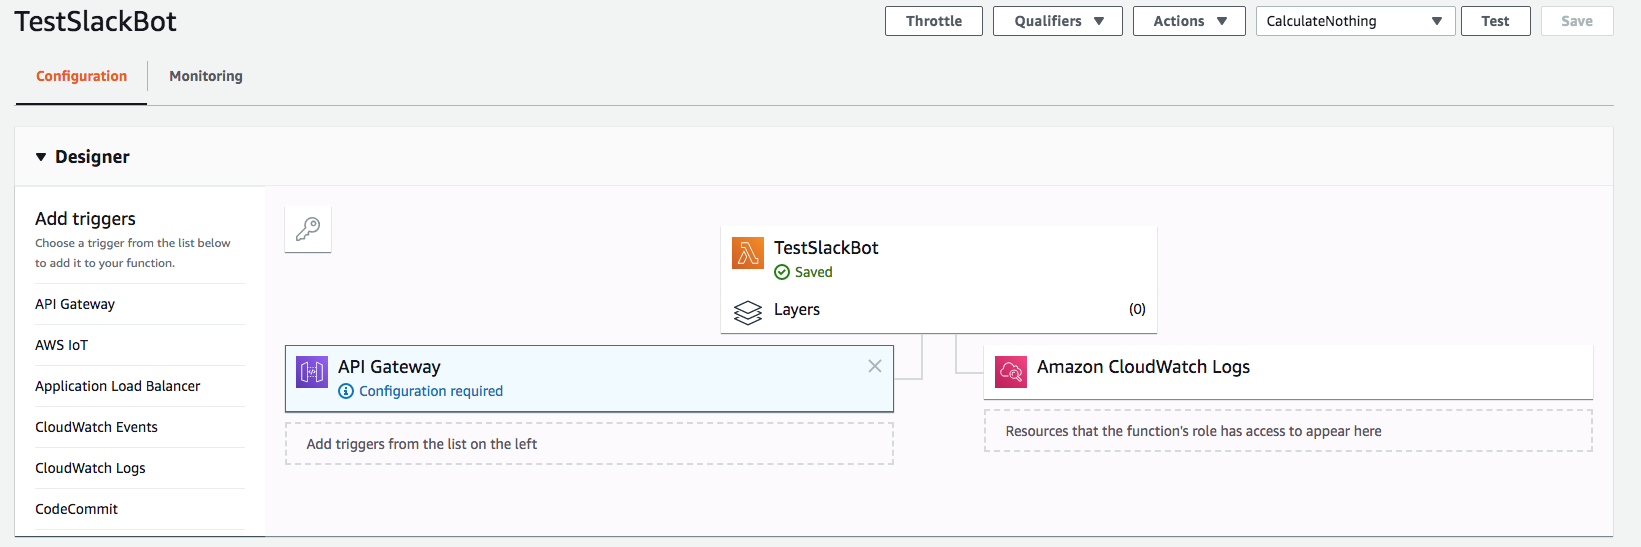 TestSlackBot
Throttle
Qualifiers
Actions
CalculateNothing
Test
Save
Configuration
Monitoring
Designer
Add triggers
Choose a trigger from the list below
to add it to your function.
API Gateway
AWS IoT
Application Load Balancer
CloudWatch Events
CloudWatch Logs
CodeCommit
TestSlackBot
Saved
Layers
(0)
API Gateway
Configuration required
Add triggers from the list on the left
Amazon CloudWatch Logs
Resources that the function's role has access to appear here